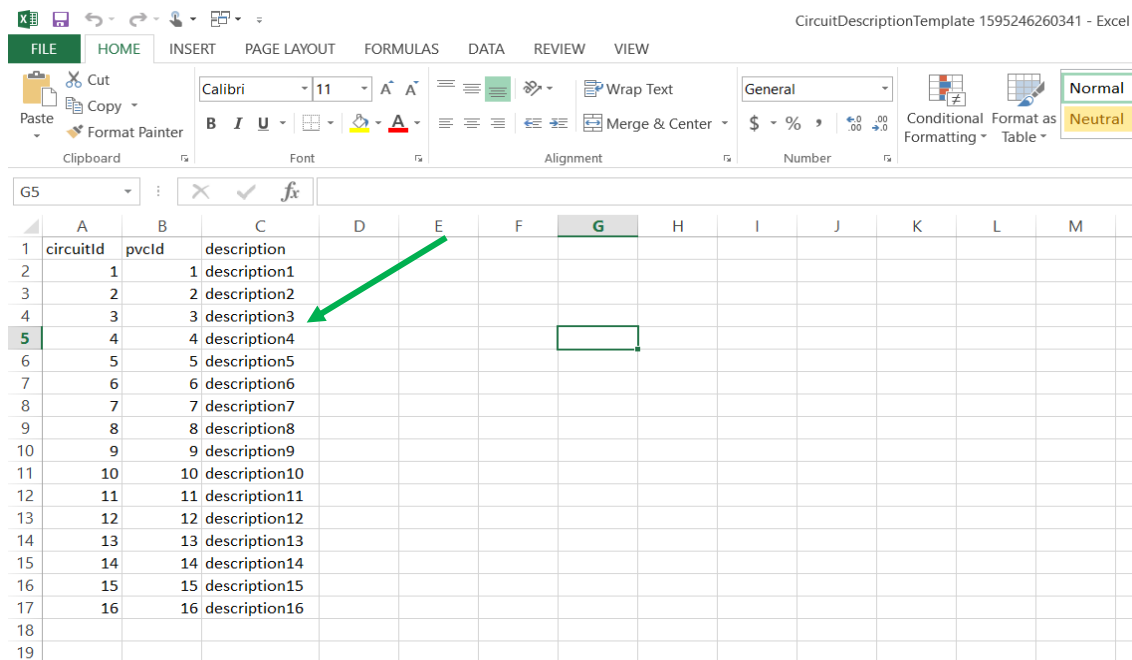 CircuitDescriptionTemplate 1595246260341 - Excel
FILE HOME INSERT PAGE LAYOUT FORMULAS DATA REVIEW VIEW
Cut
Copy
Format Painter
Paste
Clipboard
Calibri 11
B I U A
Font
Wrap Text
Merge & Center
Alignment
General
$ % , .00 .00
Number
Conditional Formatting
Format as Table
Normal
Neutral
G5 fx
A B C D E F G H I J K L M
1 circuitId pvcId description
2 1 1 description1
3 2 2 description2
4 3 3 description3
5 4 4 description4
6 5 5 description5
7 6 6 description6
8 7 7 description7
9 8 8 description8
10 9 9 description9
11 10 10 description10
12 11 11 description11
13 12 12 description12
14 13 13 description13
15 14 14 description14
16 15 15 description15
17 16 16 description16
18
19